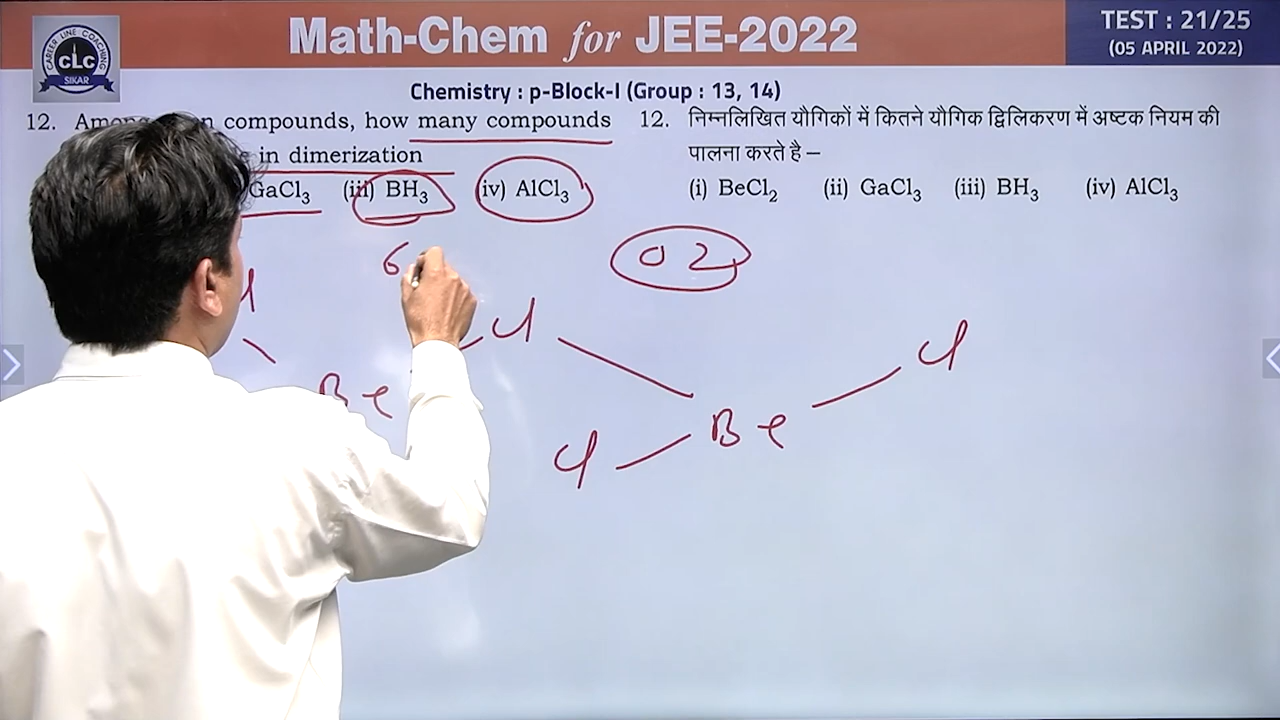 Math-Chem for JEE-2022
TEST : 21/25
(05 APRIL 2022)
CAREER LINE COACHING
CLC
SIKAR
Chemistry : p-Block-I (Group : 13, 14)
12. compounds, how many compounds
in dimerization
GaCl₃ (iii) BH₃ (iv) AlCl₃
12. निम्नलिखित यौगिकों में कितने यौगिक द्विलिकरण में अष्टक नियम की
पालना करते है –
(i) BeCl₂ (ii) GaCl₃ (iii) BH₃ (iv) AlCl₃
6
02
Cl Cl
Be Be
Cl